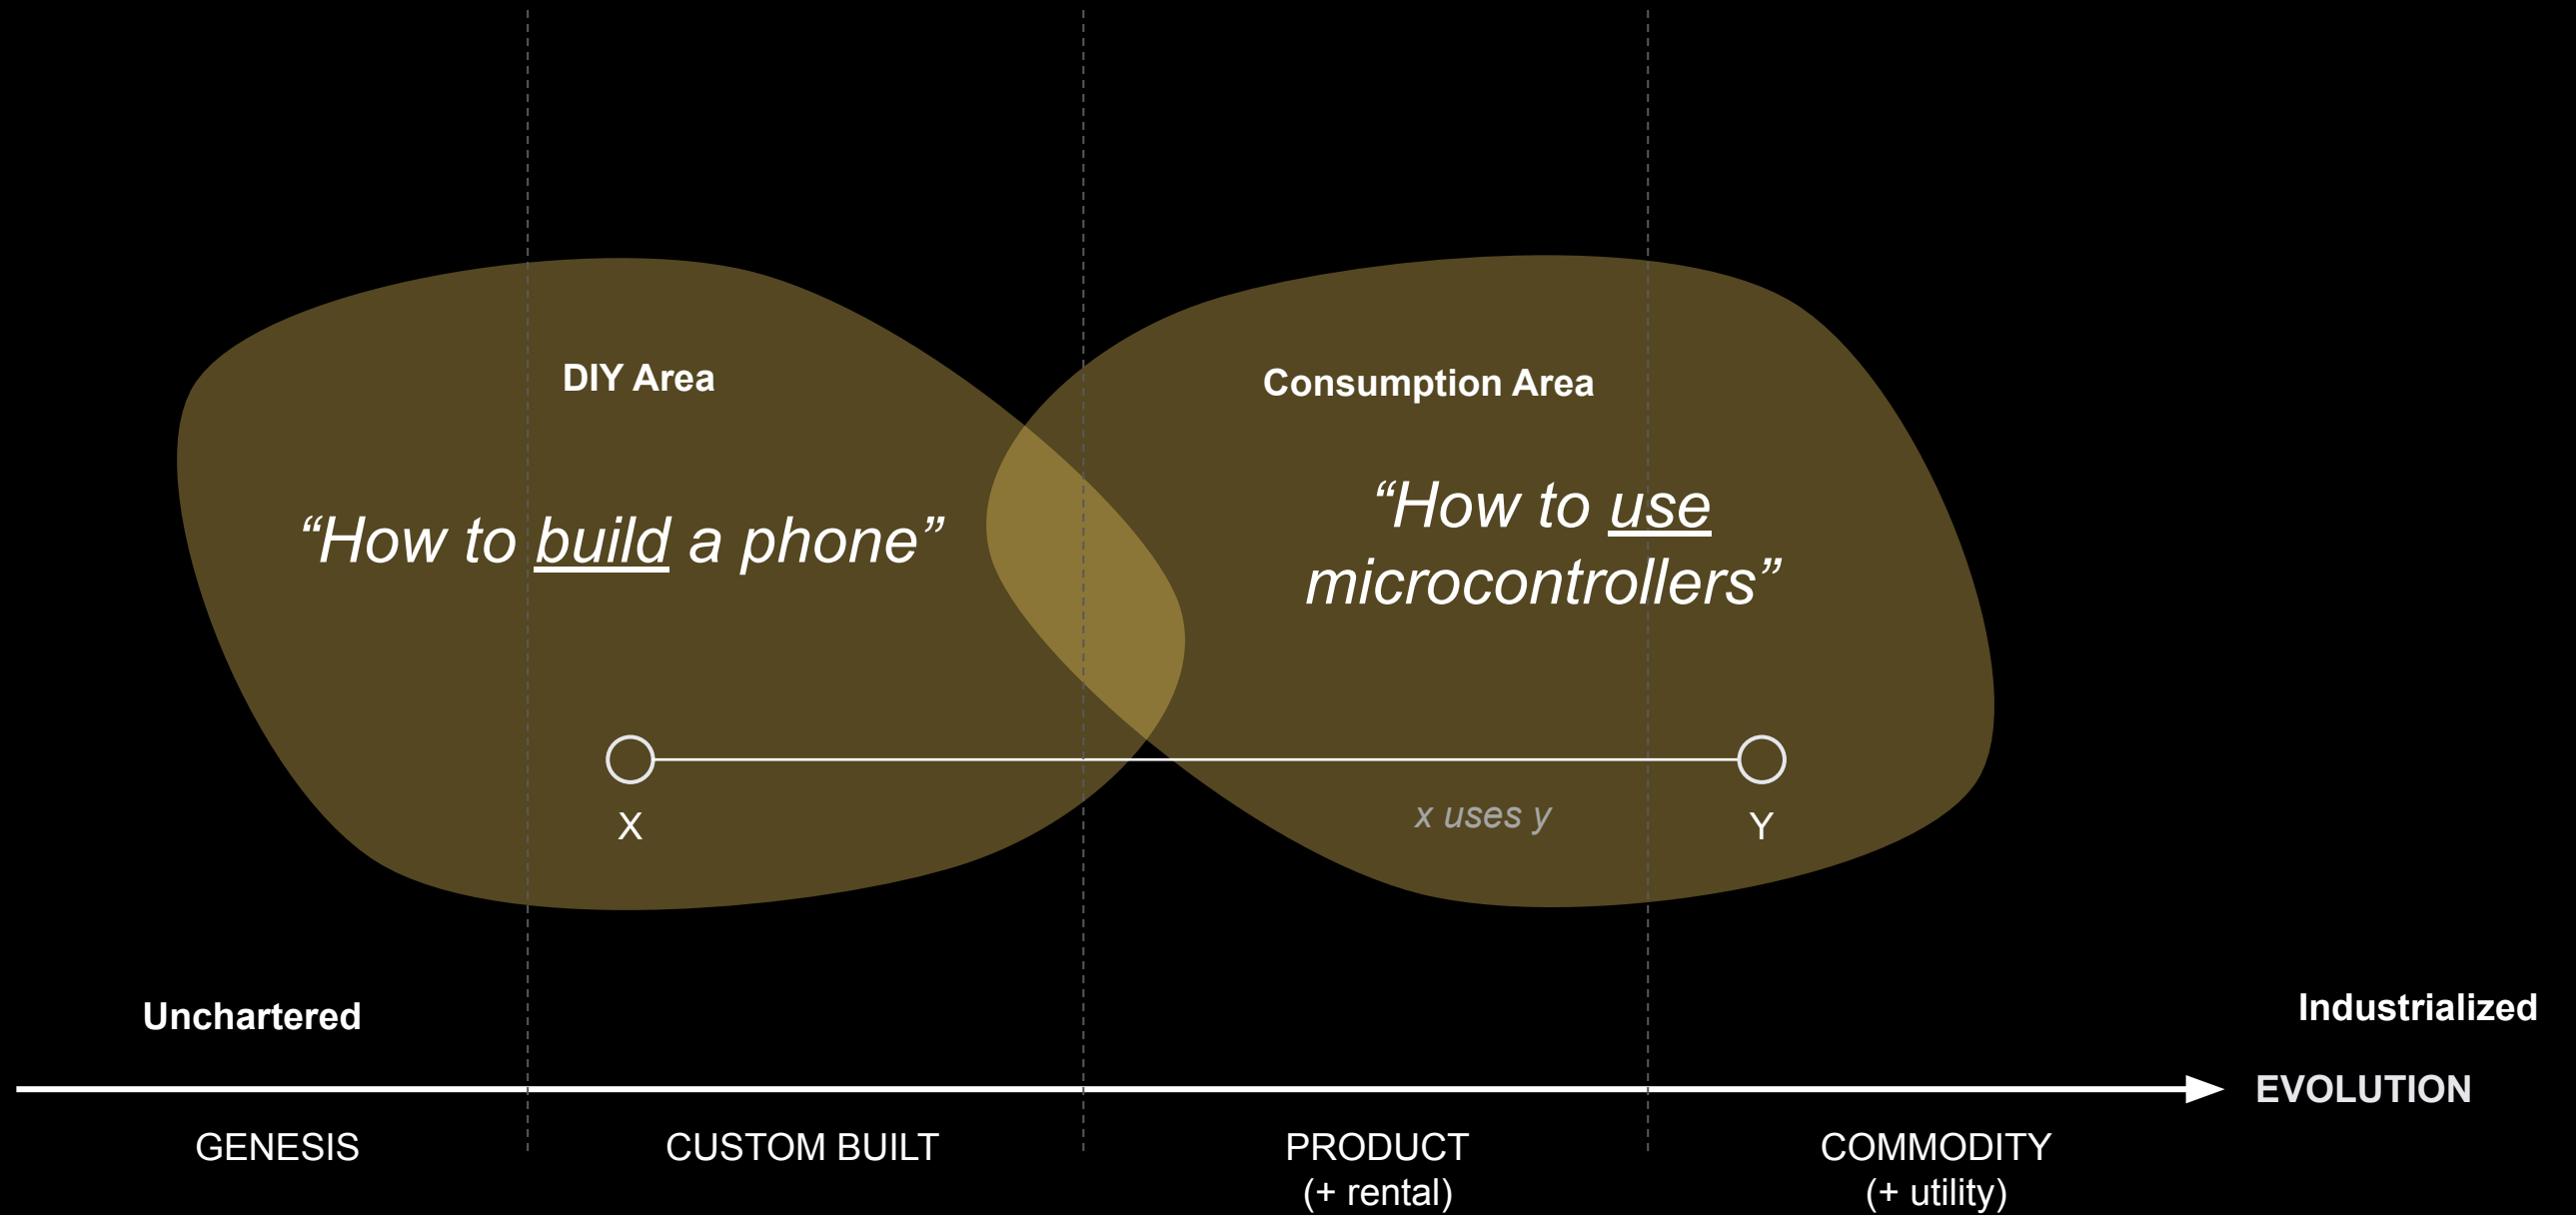 DIY Area
Consumption Area
“How to build a phone”
“How to use
microcontrollers”
X
x uses y
Y
Unchartered
Industrialized
EVOLUTION
GENESIS
CUSTOM BUILT
PRODUCT
(+ rental)
COMMODITY
(+ utility)